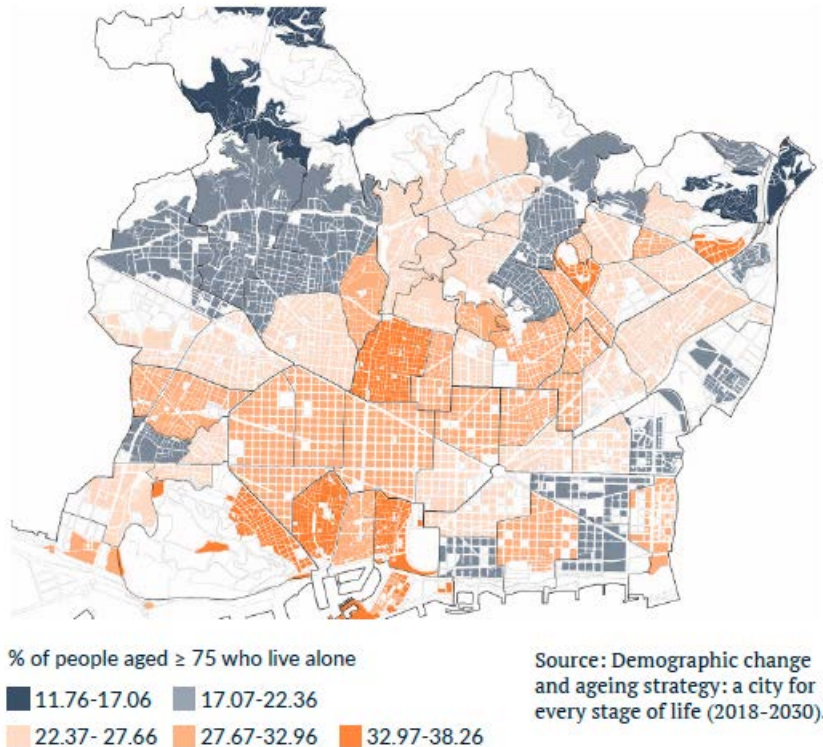 % of people aged ≥ 75 who live alone
11.76-17.06 17.07-22.36
22.37- 27.66 27.67-32.96 32.97-38.26
Source: Demographic change
and ageing strategy: a city for
every stage of life (2018-2030).